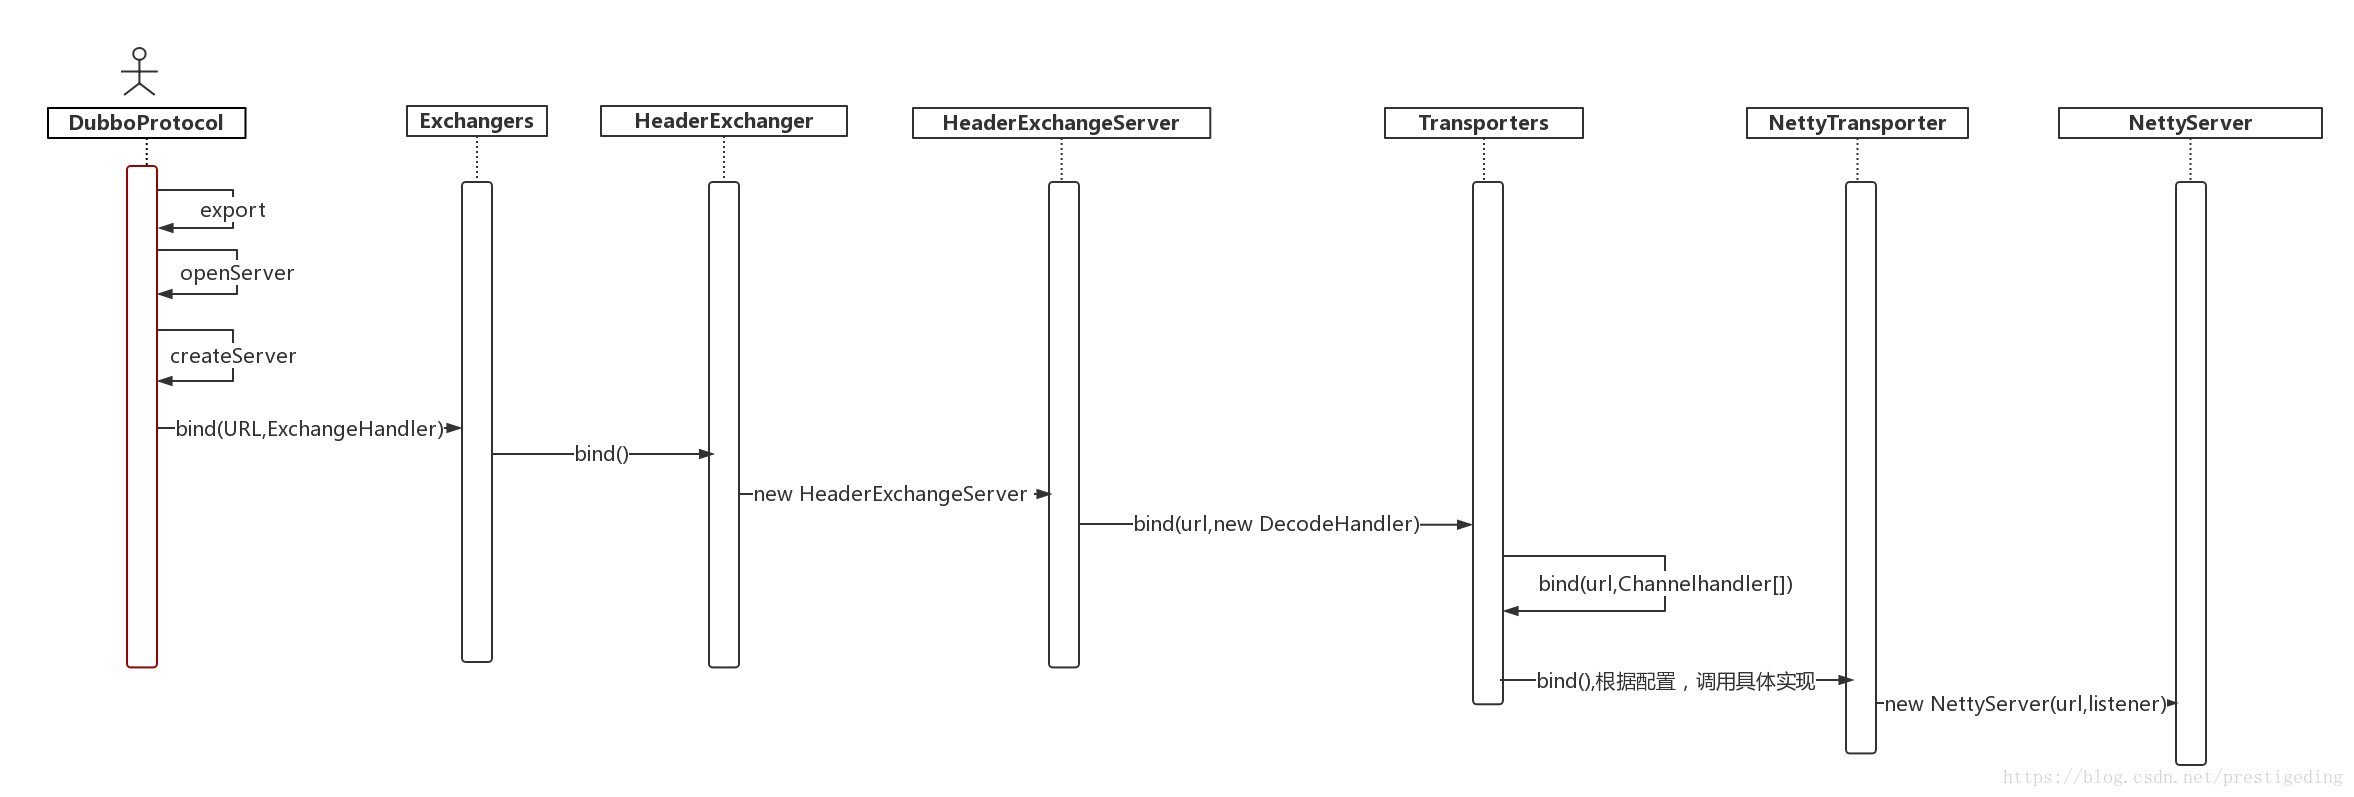 DubboProtocol
Exchangers
HeaderExchanger
HeaderExchangeServer
Transporters
NettyTransporter
NettyServer
export
openServer
createServer
bind(URL,ExchangeHandler)
bind()
new HeaderExchangeServer
bind(url,new DecodeHandler)
bind(url,Channelhandler[])
bind(),根据配置，调用具体实现
new NettyServer(url,listener)
https://blog.csdn.net/prestigeding